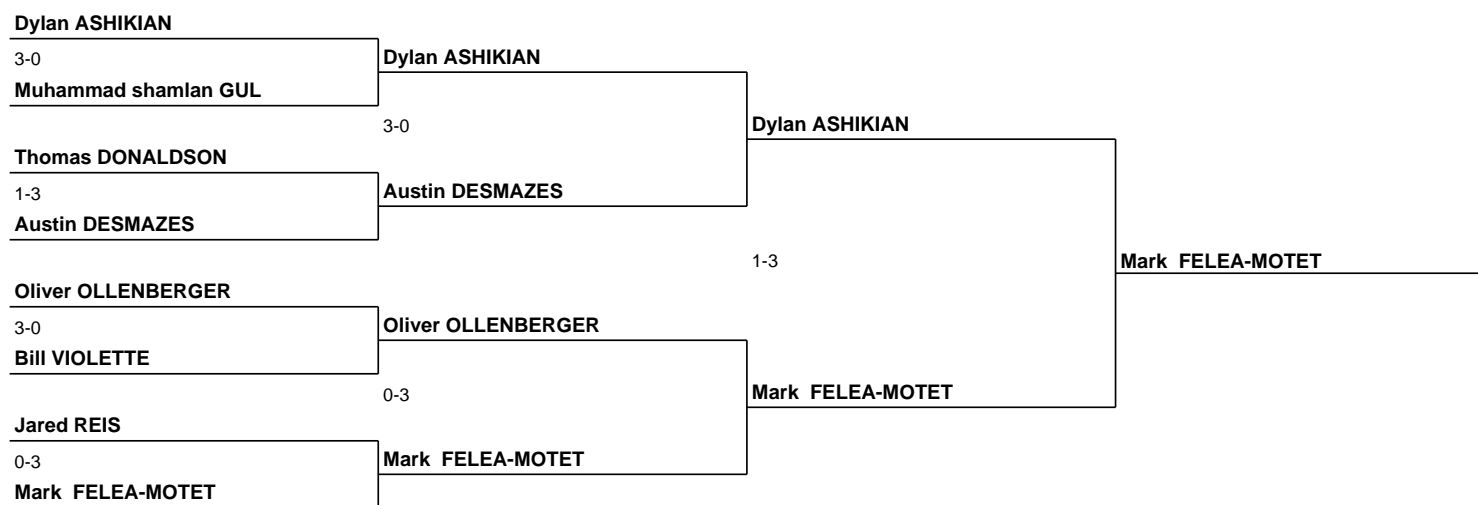 Dylan ASHIKIAN
3-0
Muhammad shamlan GUL
Dylan ASHIKIAN
3-0
Thomas DONALDSON
1-3
Austin DESMAZES
Austin DESMAZES
Dylan ASHIKIAN
1-3
Oliver OLLENBERGER
3-0
Bill VIOLETTE
Oliver OLLENBERGER
0-3
Jared REIS
0-3
Mark  FELEA-MOTET
Mark  FELEA-MOTET
Mark  FELEA-MOTET
Mark  FELEA-MOTET